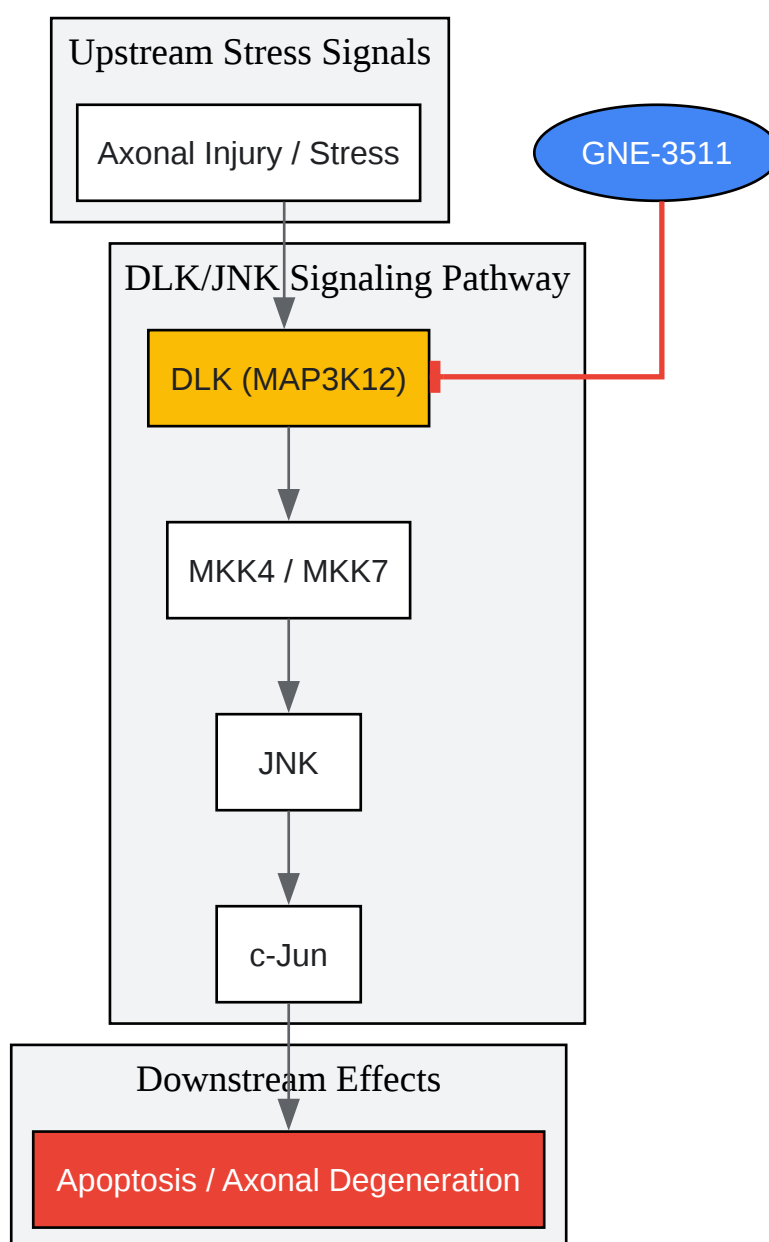 Upstream Stress Signals
Axonal Injury / Stress
GNE-3511
DLK/JNK Signaling Pathway
DLK (MAP3K12)
MKK4 / MKK7
JNK
c-Jun
Downstream Effects
Apoptosis / Axonal Degeneration